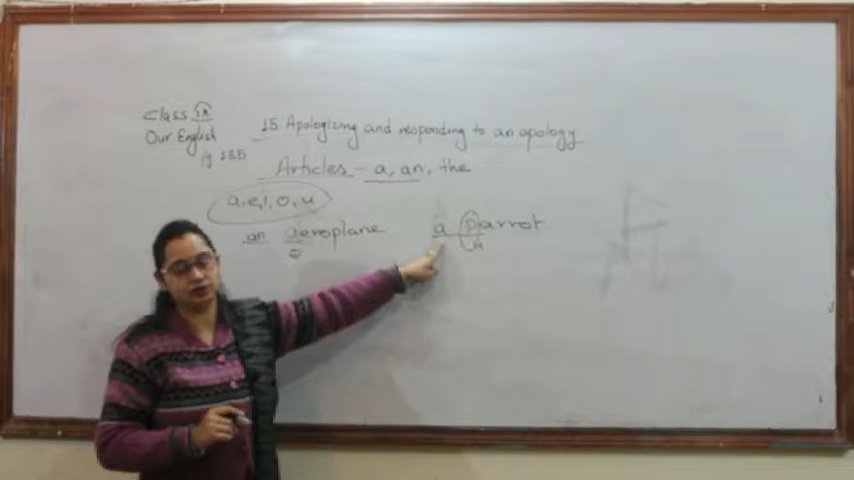 Class IX
Our English 15 Apologizing and responding to an apology
Pg 185
Articles - a, an, the
a, e, i, o, u
an aeroplane a parrot